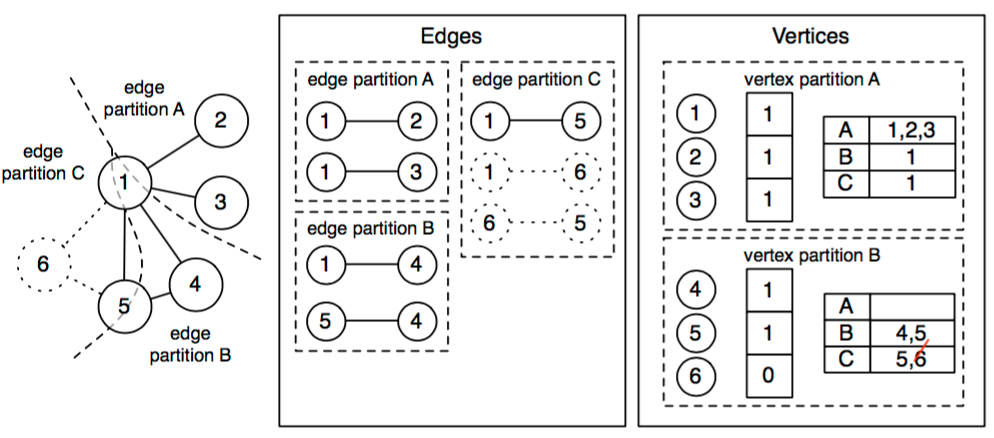 edge
partition A
2
edge
partition C
1
3
6
4
5
edge
partition B
Edges
edge partition A
1 2
1 3
edge partition B
1 4
5 4
edge partition C
1 5
1 6
6 5
Vertices
vertex partition A
1 1
2 1
3 1
A 1,2,3
B 1
C 1
vertex partition B
4 1
5 1
6 0
A
B 4,5
C 5,6